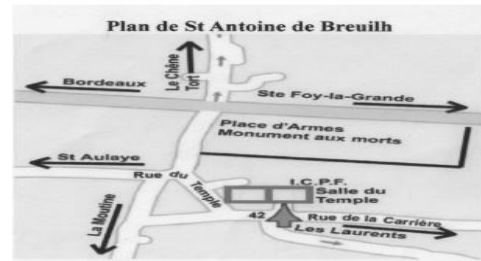 Plan de St Antoine de Breuilh
Le Chêne
Tort
Bordeaux
Ste Foy-la-Grande
Place d'Armes
Monument aux morts
St Aulaye
Rue du Temple
I.C.P.F.
Salle du
Temple
La Moutine
42
Rue de la Carrière
Les Laurents